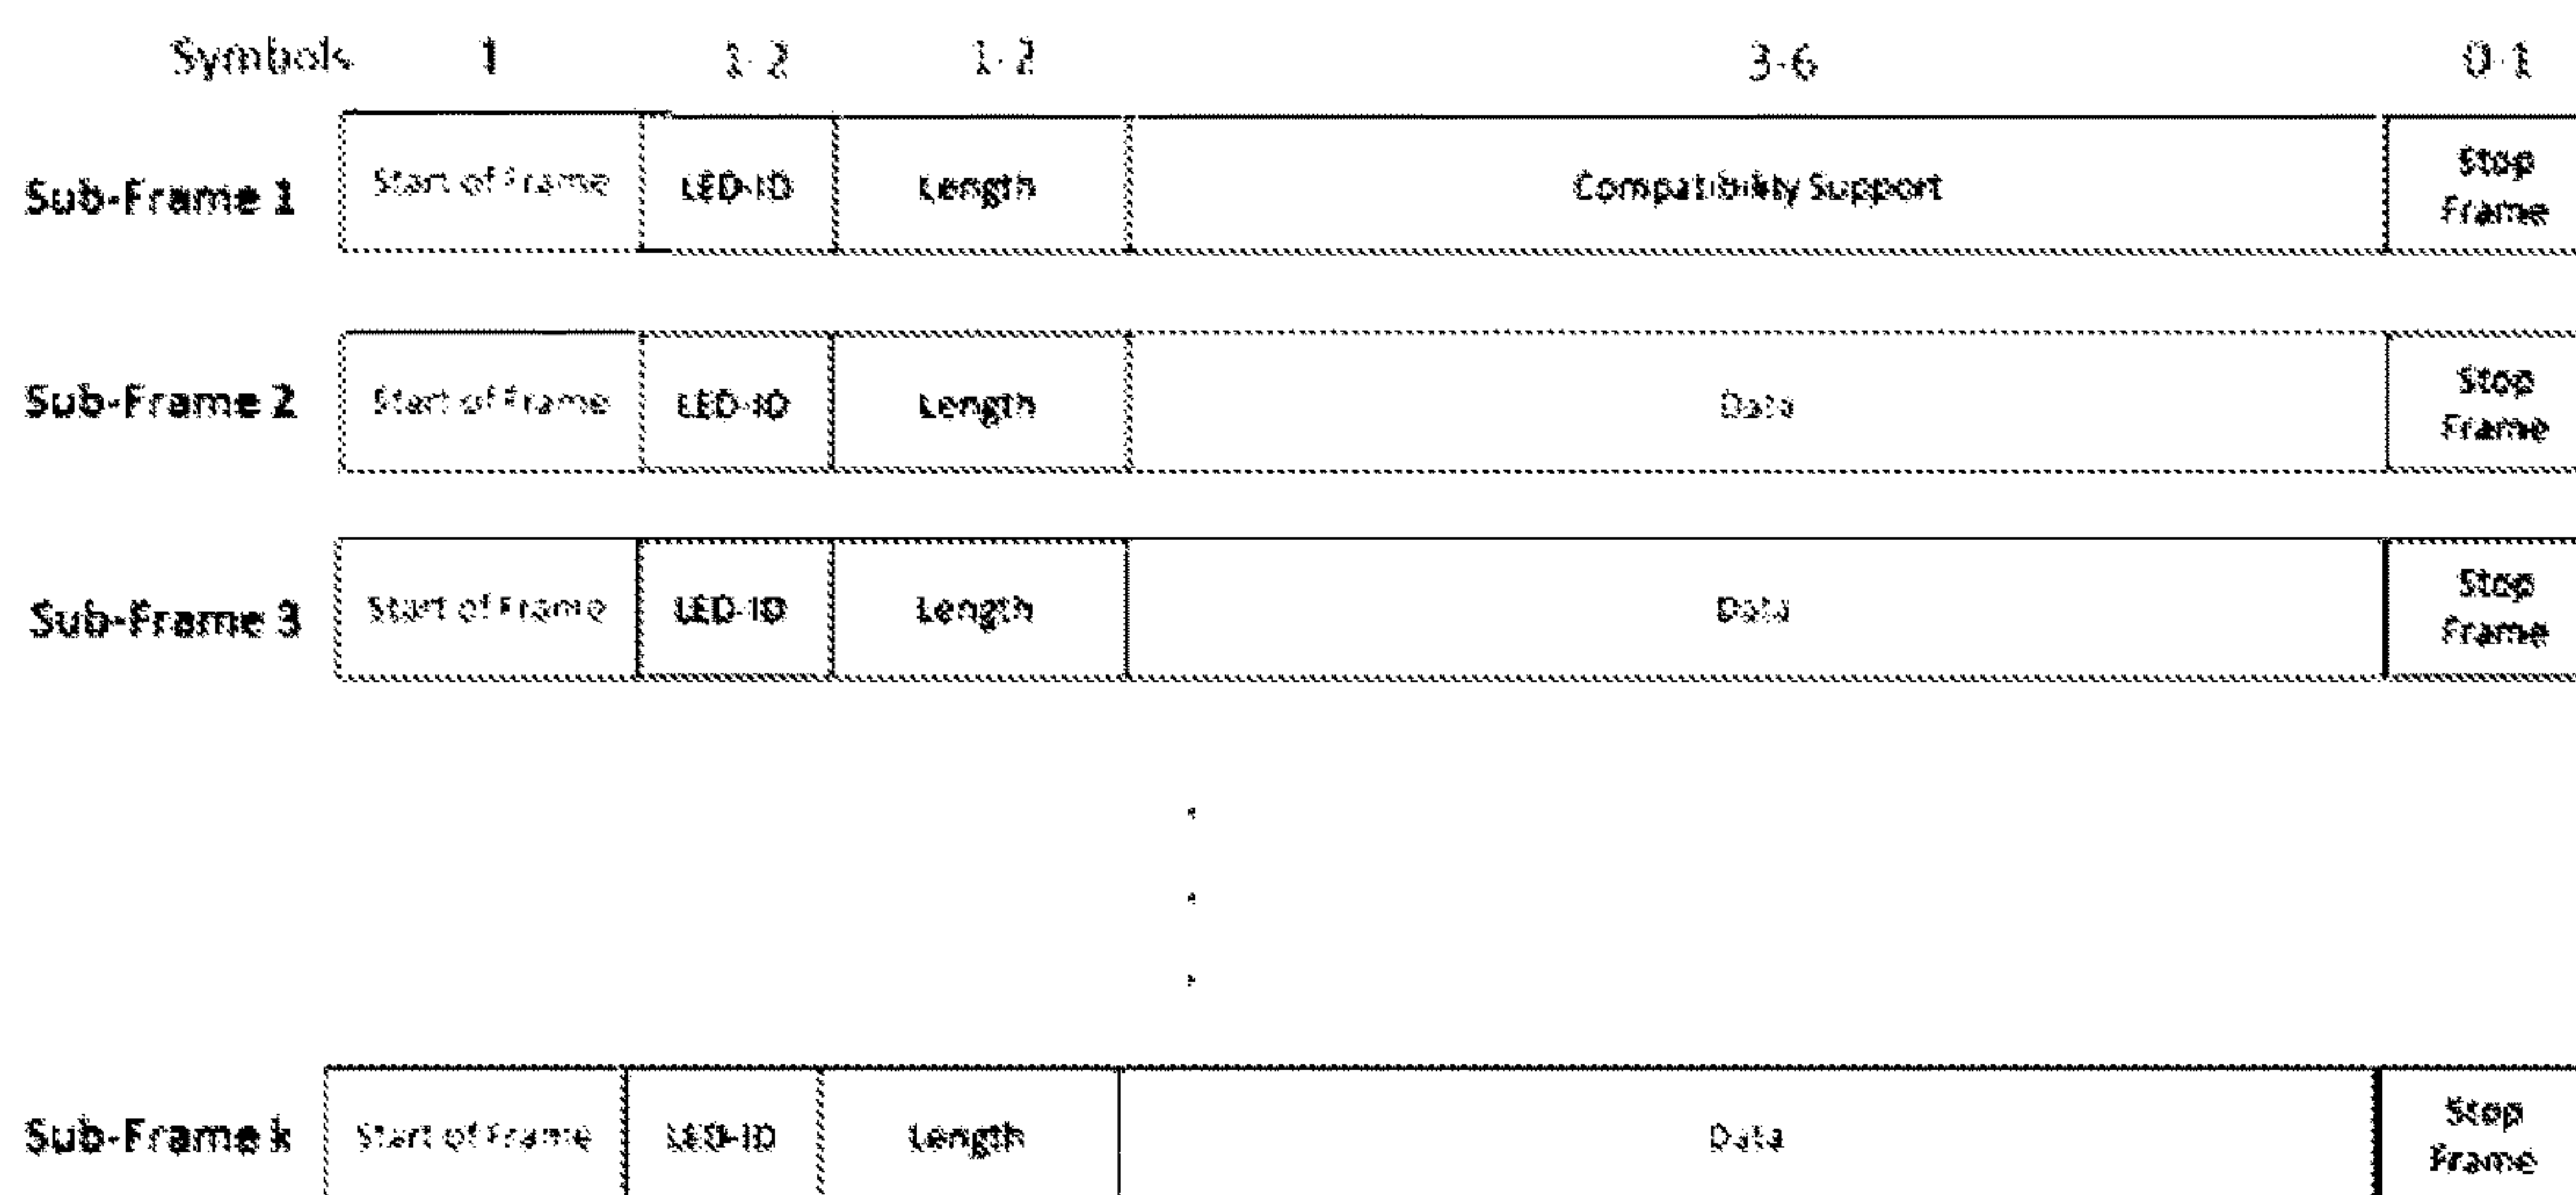 Symbols 1 1-2 1-2 3-6 0-1
Sub-Frame 1 Start of Frame LED-ID Length Compatibility Support Stop Frame
Sub-Frame 2 Start of Frame LED-ID Length Data Stop Frame
Sub-Frame 3 Start of Frame LED-ID Length Data Stop Frame
Sub-Frame k Start of Frame LED-ID Length Data Stop Frame